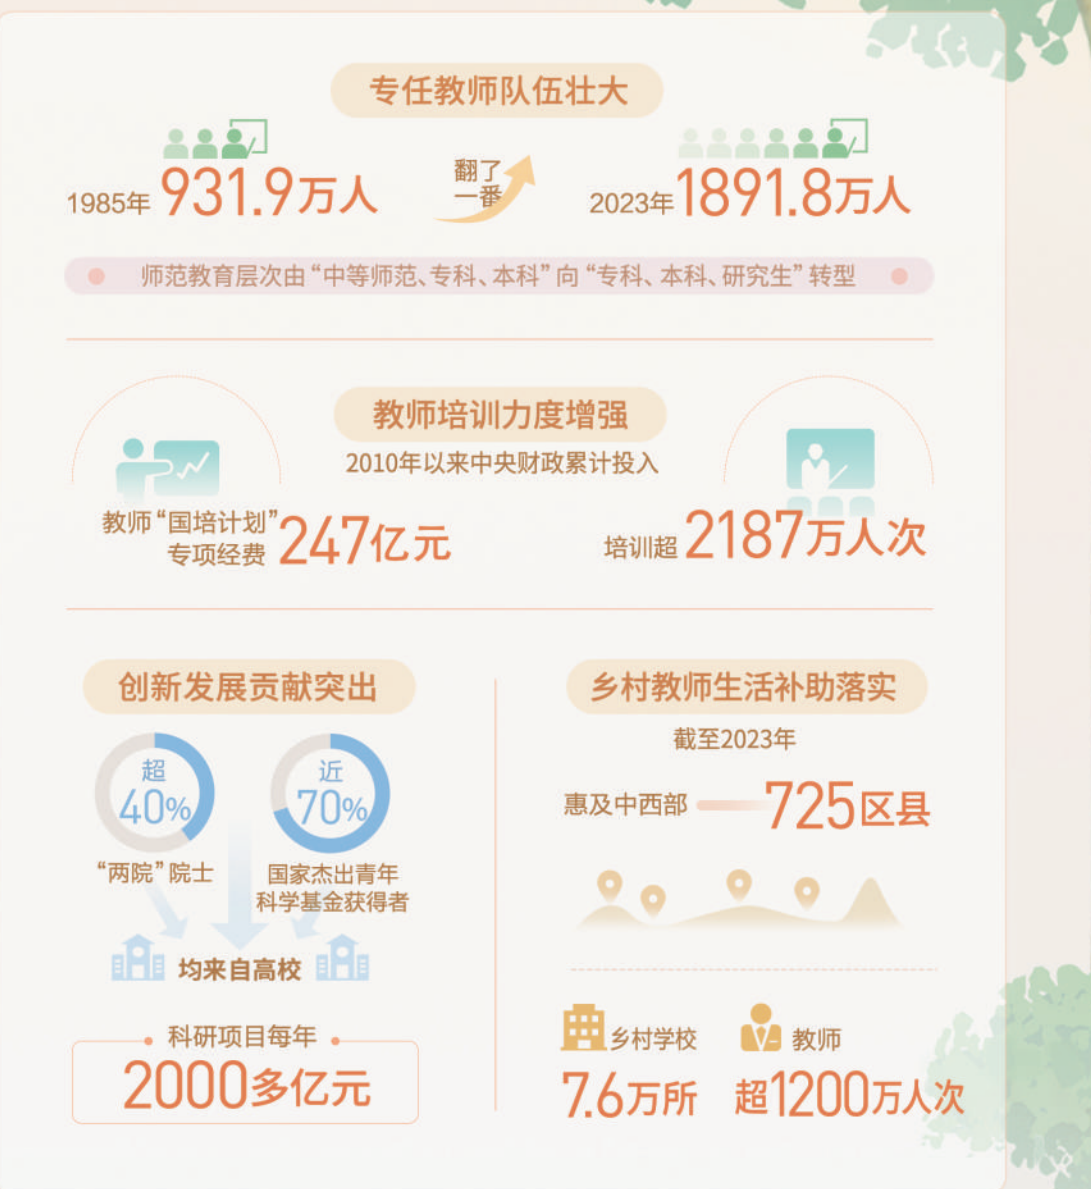 专任教师队伍壮大
1985年 931.9万人
翻了
一番
2023年 1891.8万人
师范教育层次由“中等师范、专科、本科”向“专科、本科、研究生”转型
教师培训力度增强
2010年以来中央财政累计投入
教师“国培计划”
专项经费 247亿元
培训超 2187万人次
创新发展贡献突出
超
40%
“两院”院士
近
70%
国家杰出青年
科学基金获得者
均来自高校
科研项目每年
2000多亿元
乡村教师生活补助落实
截至2023年
惠及中西部 725区县
乡村学校
7.6万所
教师
超1200万人次